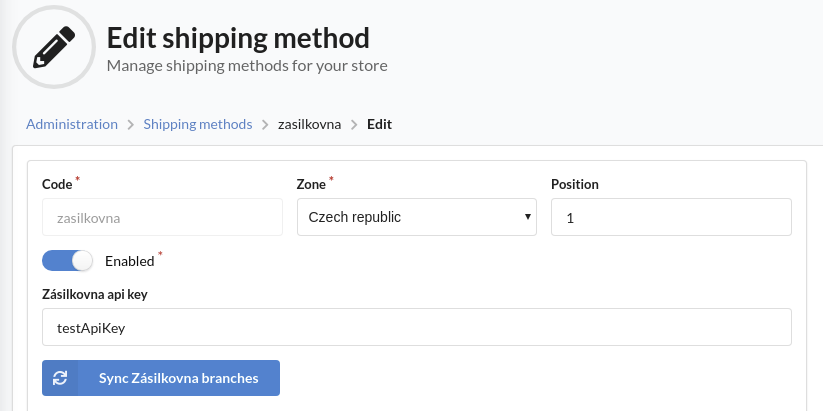 Edit shipping method
Manage shipping methods for your store
Administration > Shipping methods > zasilkovna > Edit
Code * Zone * Position
zasilkovna Czech republic 1
Enabled *
Zásilkovna api key
testApiKey
Sync Zásilkovna branches